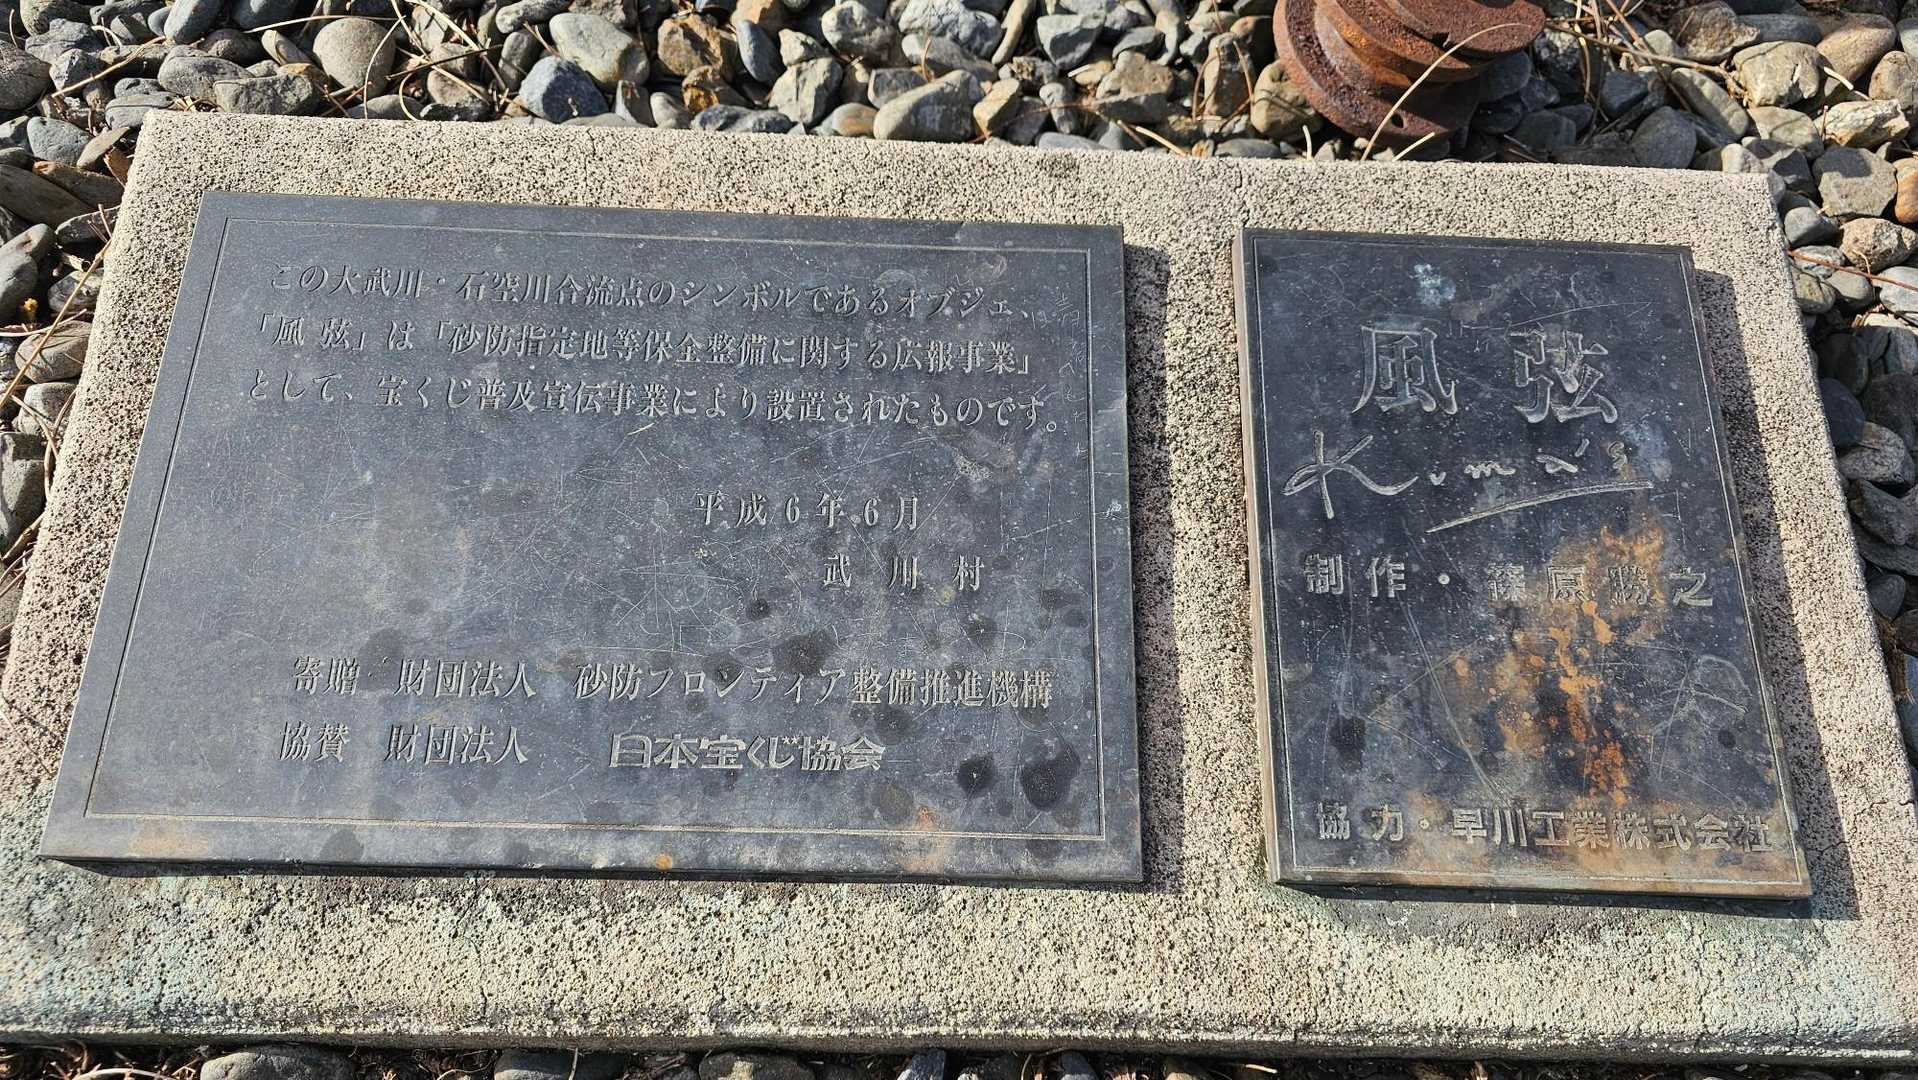 この大武川・石空川合流点のシンボルであるオブジェ、
「風 弦」は「砂防指定地等保全整備に関する広報事業」
として、宝くじ普及宣伝事業により設置されたものです。
平成6年6月
武 川 村
寄贈 財団法人 砂防フロンティア整備推進機構
協賛 財団法人 日本宝くじ協会
風 弦
Kuma's
制作・篠原勝之
協力・早川工業株式会社